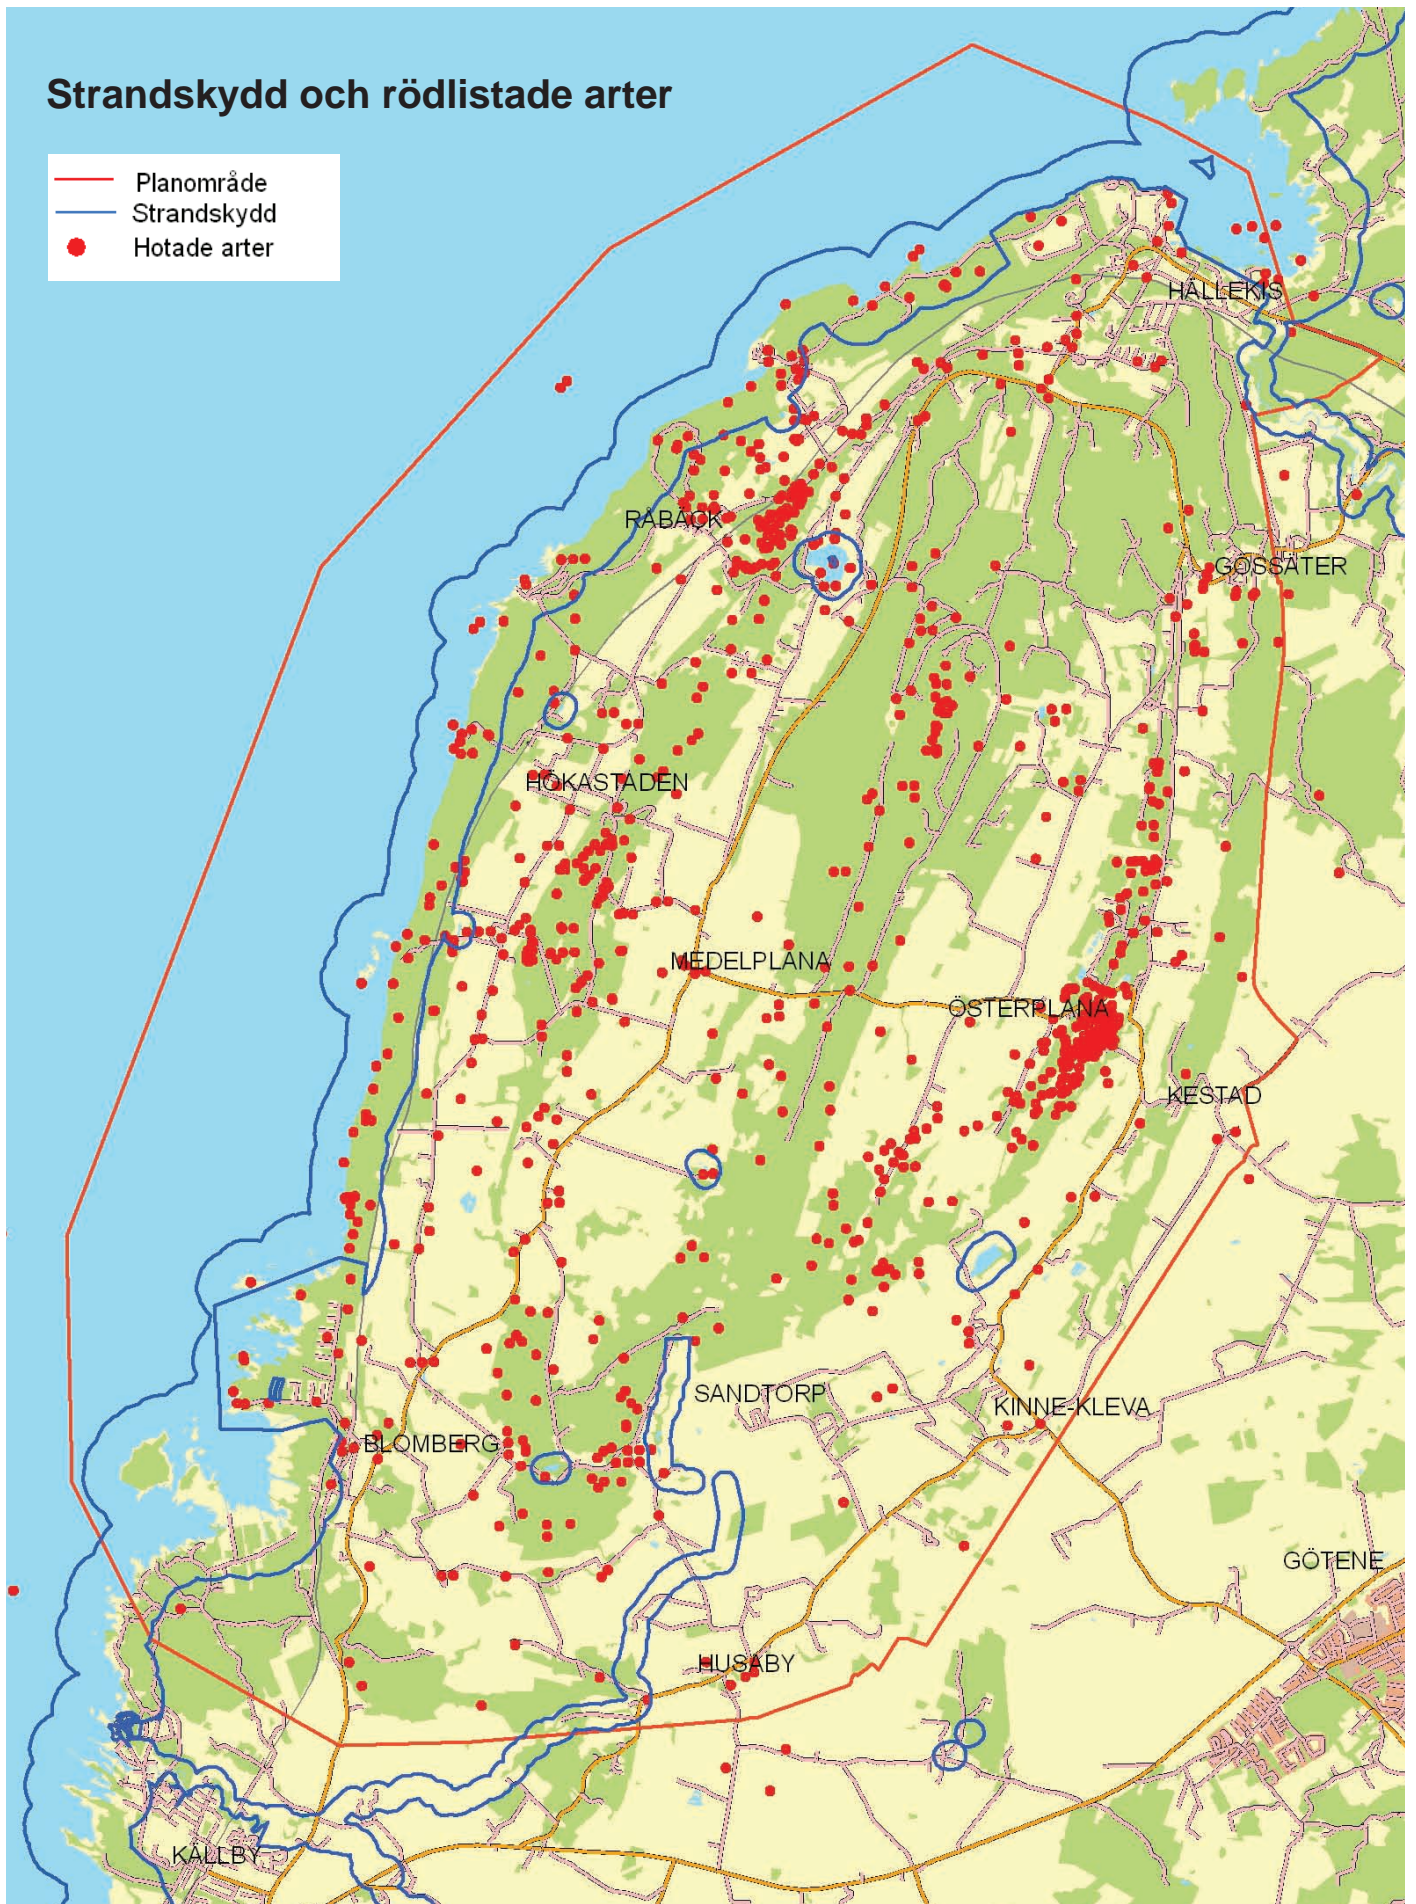 Strandskydd och rödlistade arter
Planområde
Strandskydd
Hotade arter
HÄLLEKIS
RÅBÄCK
GÖSSÄTER
HÖKASTADEN
MEDELPLANA
ÖSTERPLANA
KESTAD
SANDTORP
KINNE-KLEVA
BLOMBERG
GÖTENE
HUSABY
KÄLLBY